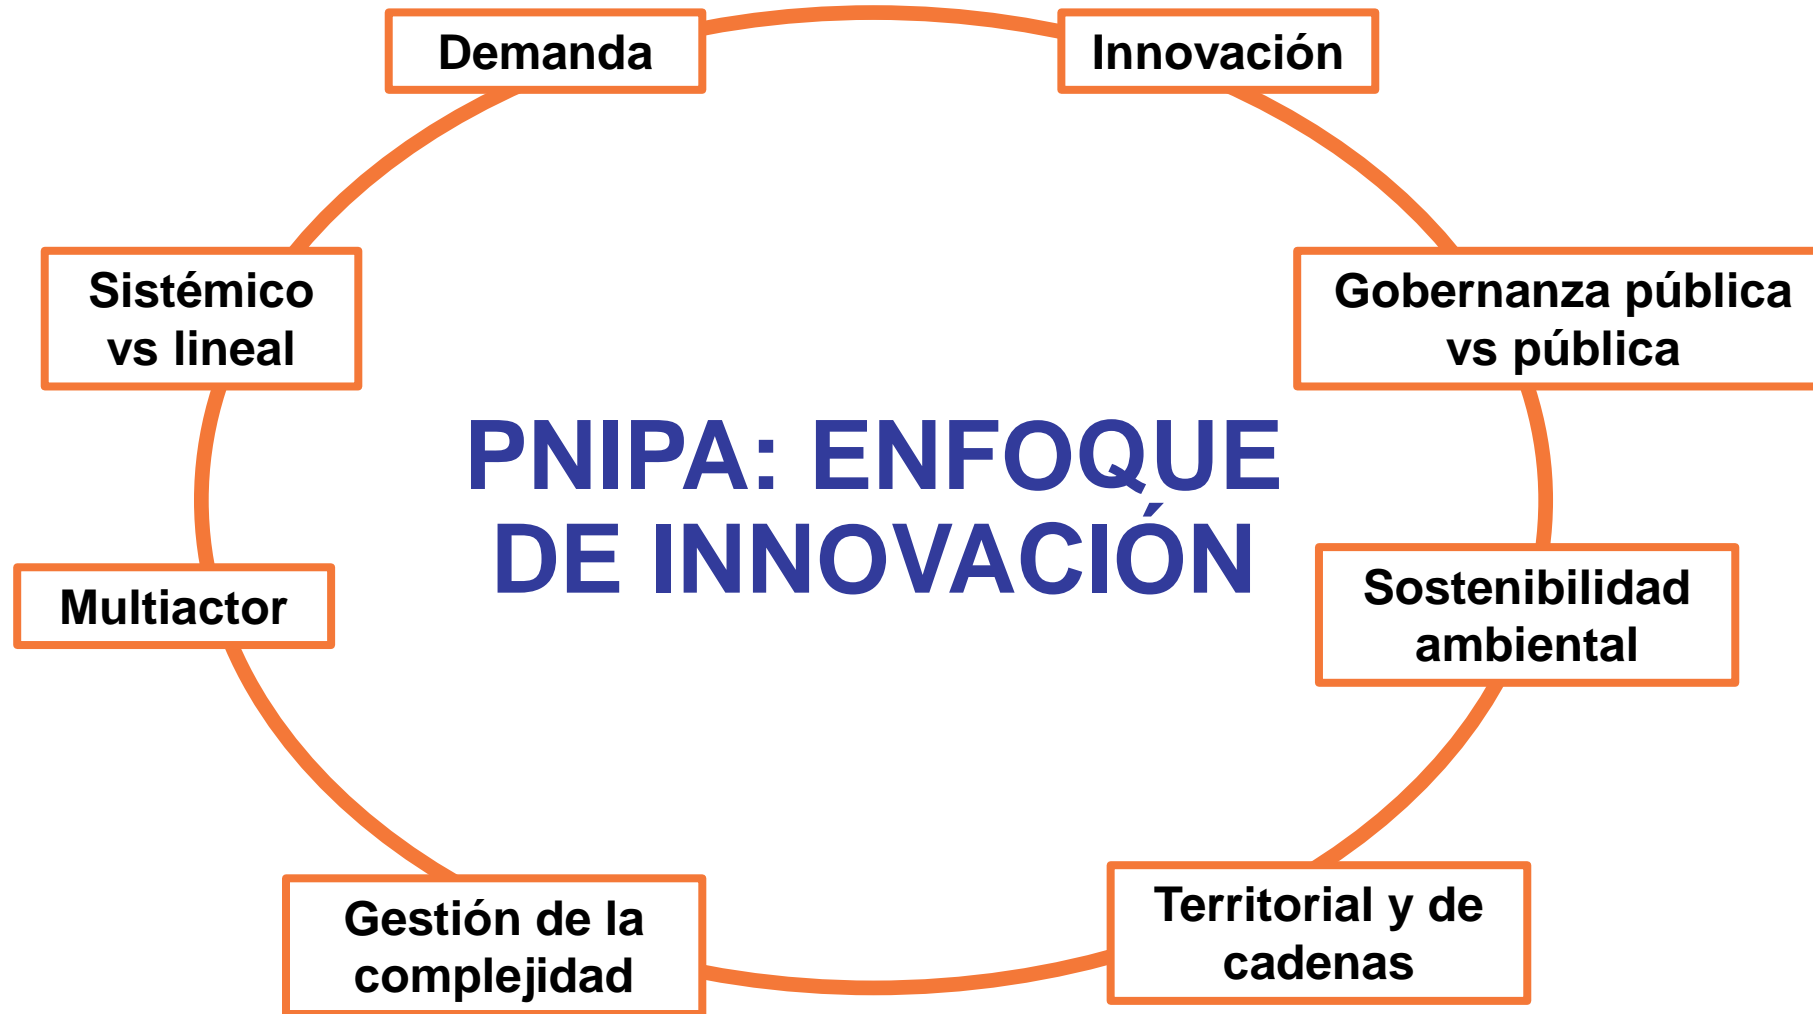 Demanda
Innovación
Sistémico
vs lineal
Gobernanza pública
vs pública
PNIPA: ENFOQUE
DE INNOVACIÓN
Multiactor
Sostenibilidad
ambiental
Gestión de la
complejidad
Territorial y de
cadenas